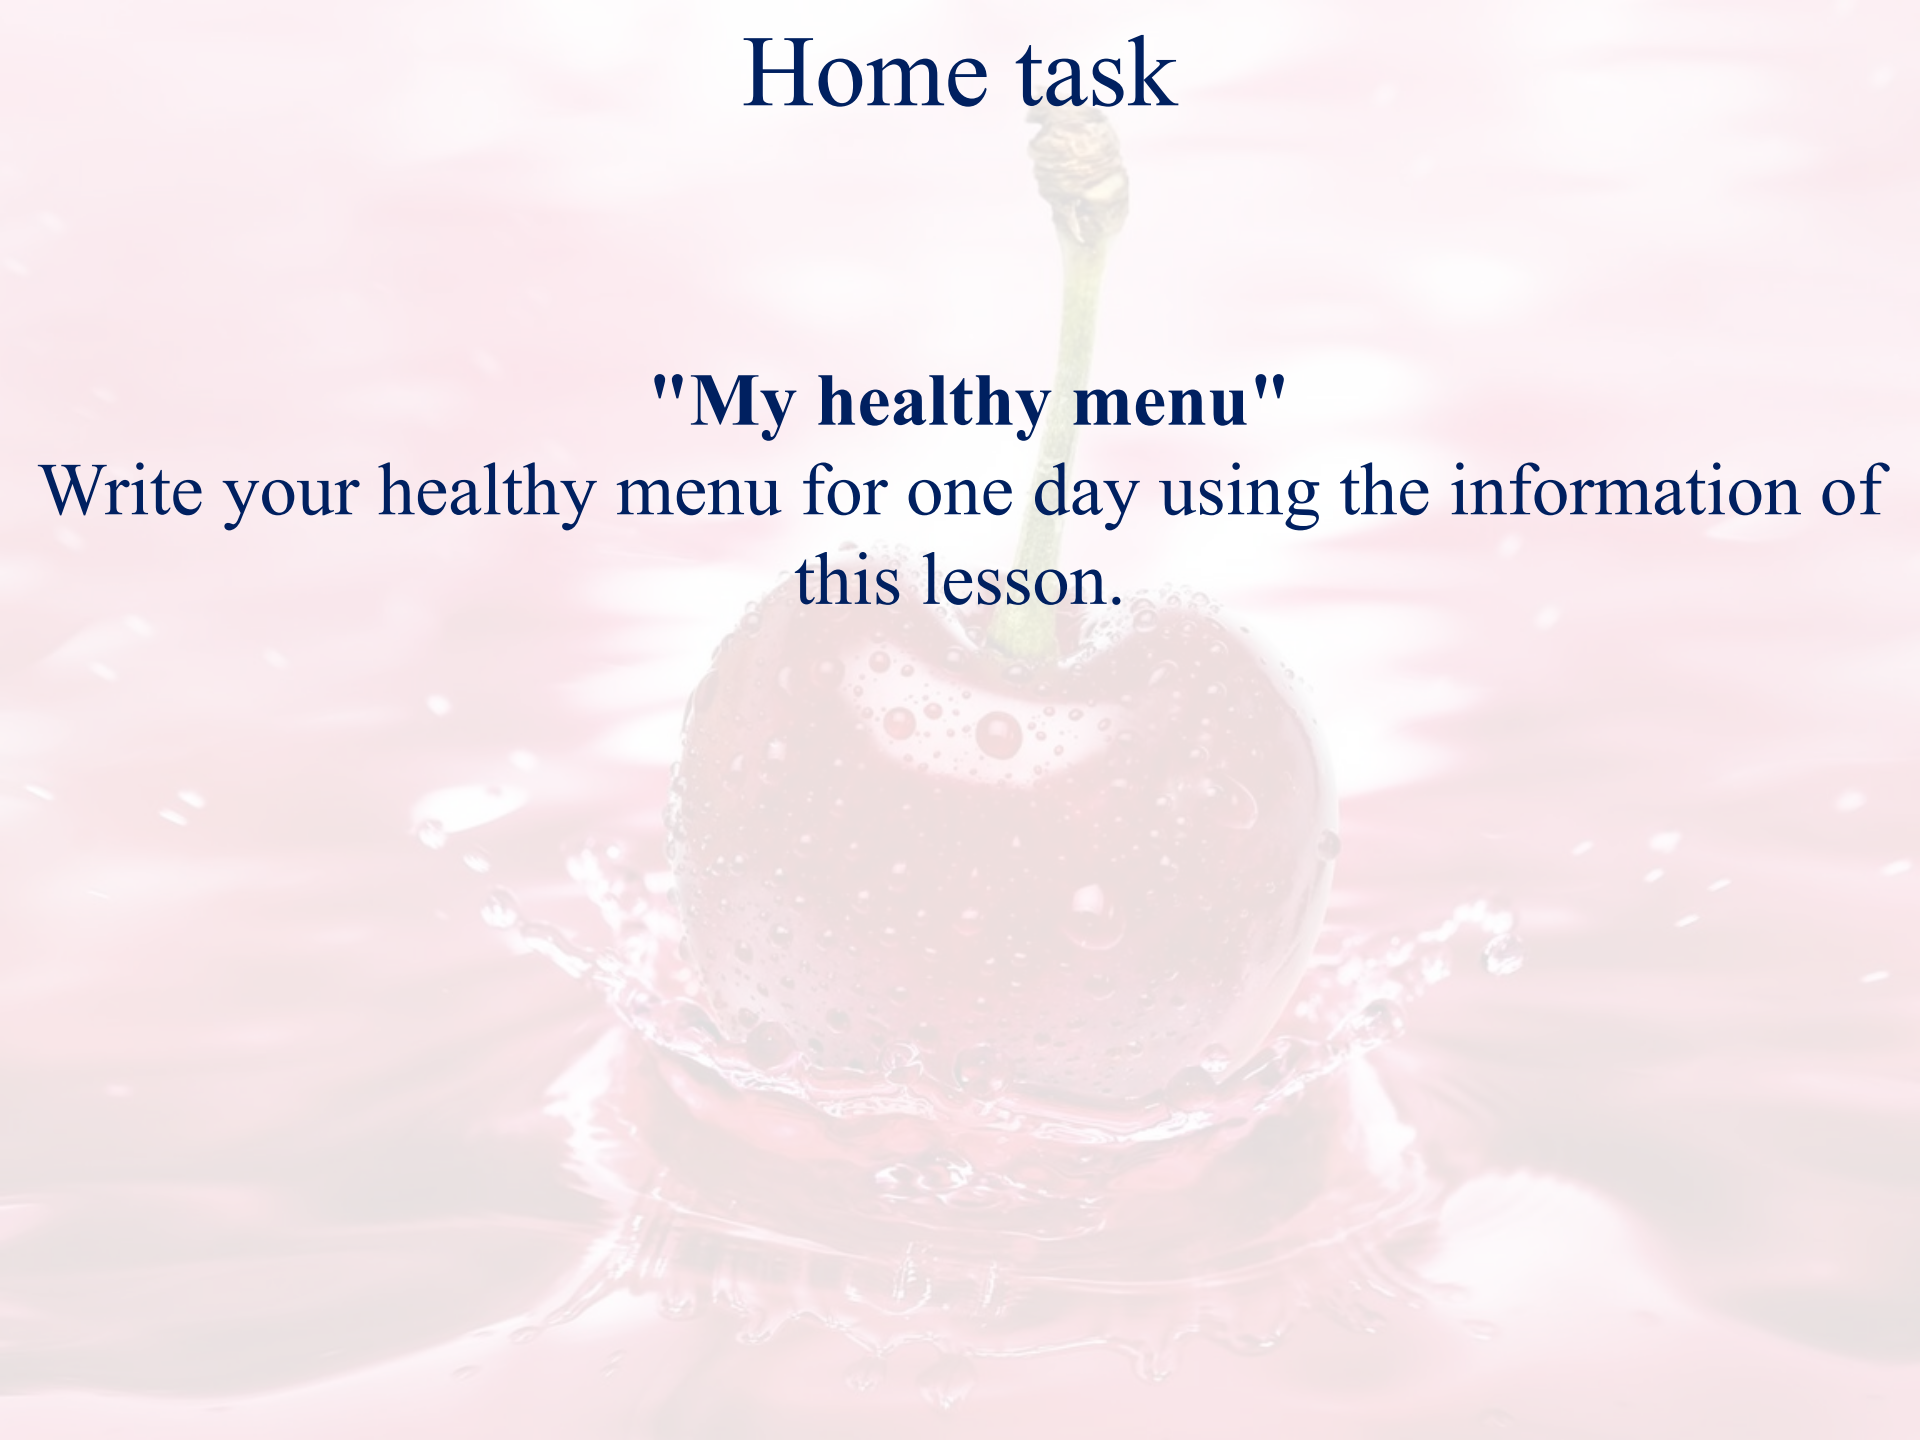 Home task
"My healthy menu"
Write your healthy menu for one day using the information of
this lesson.